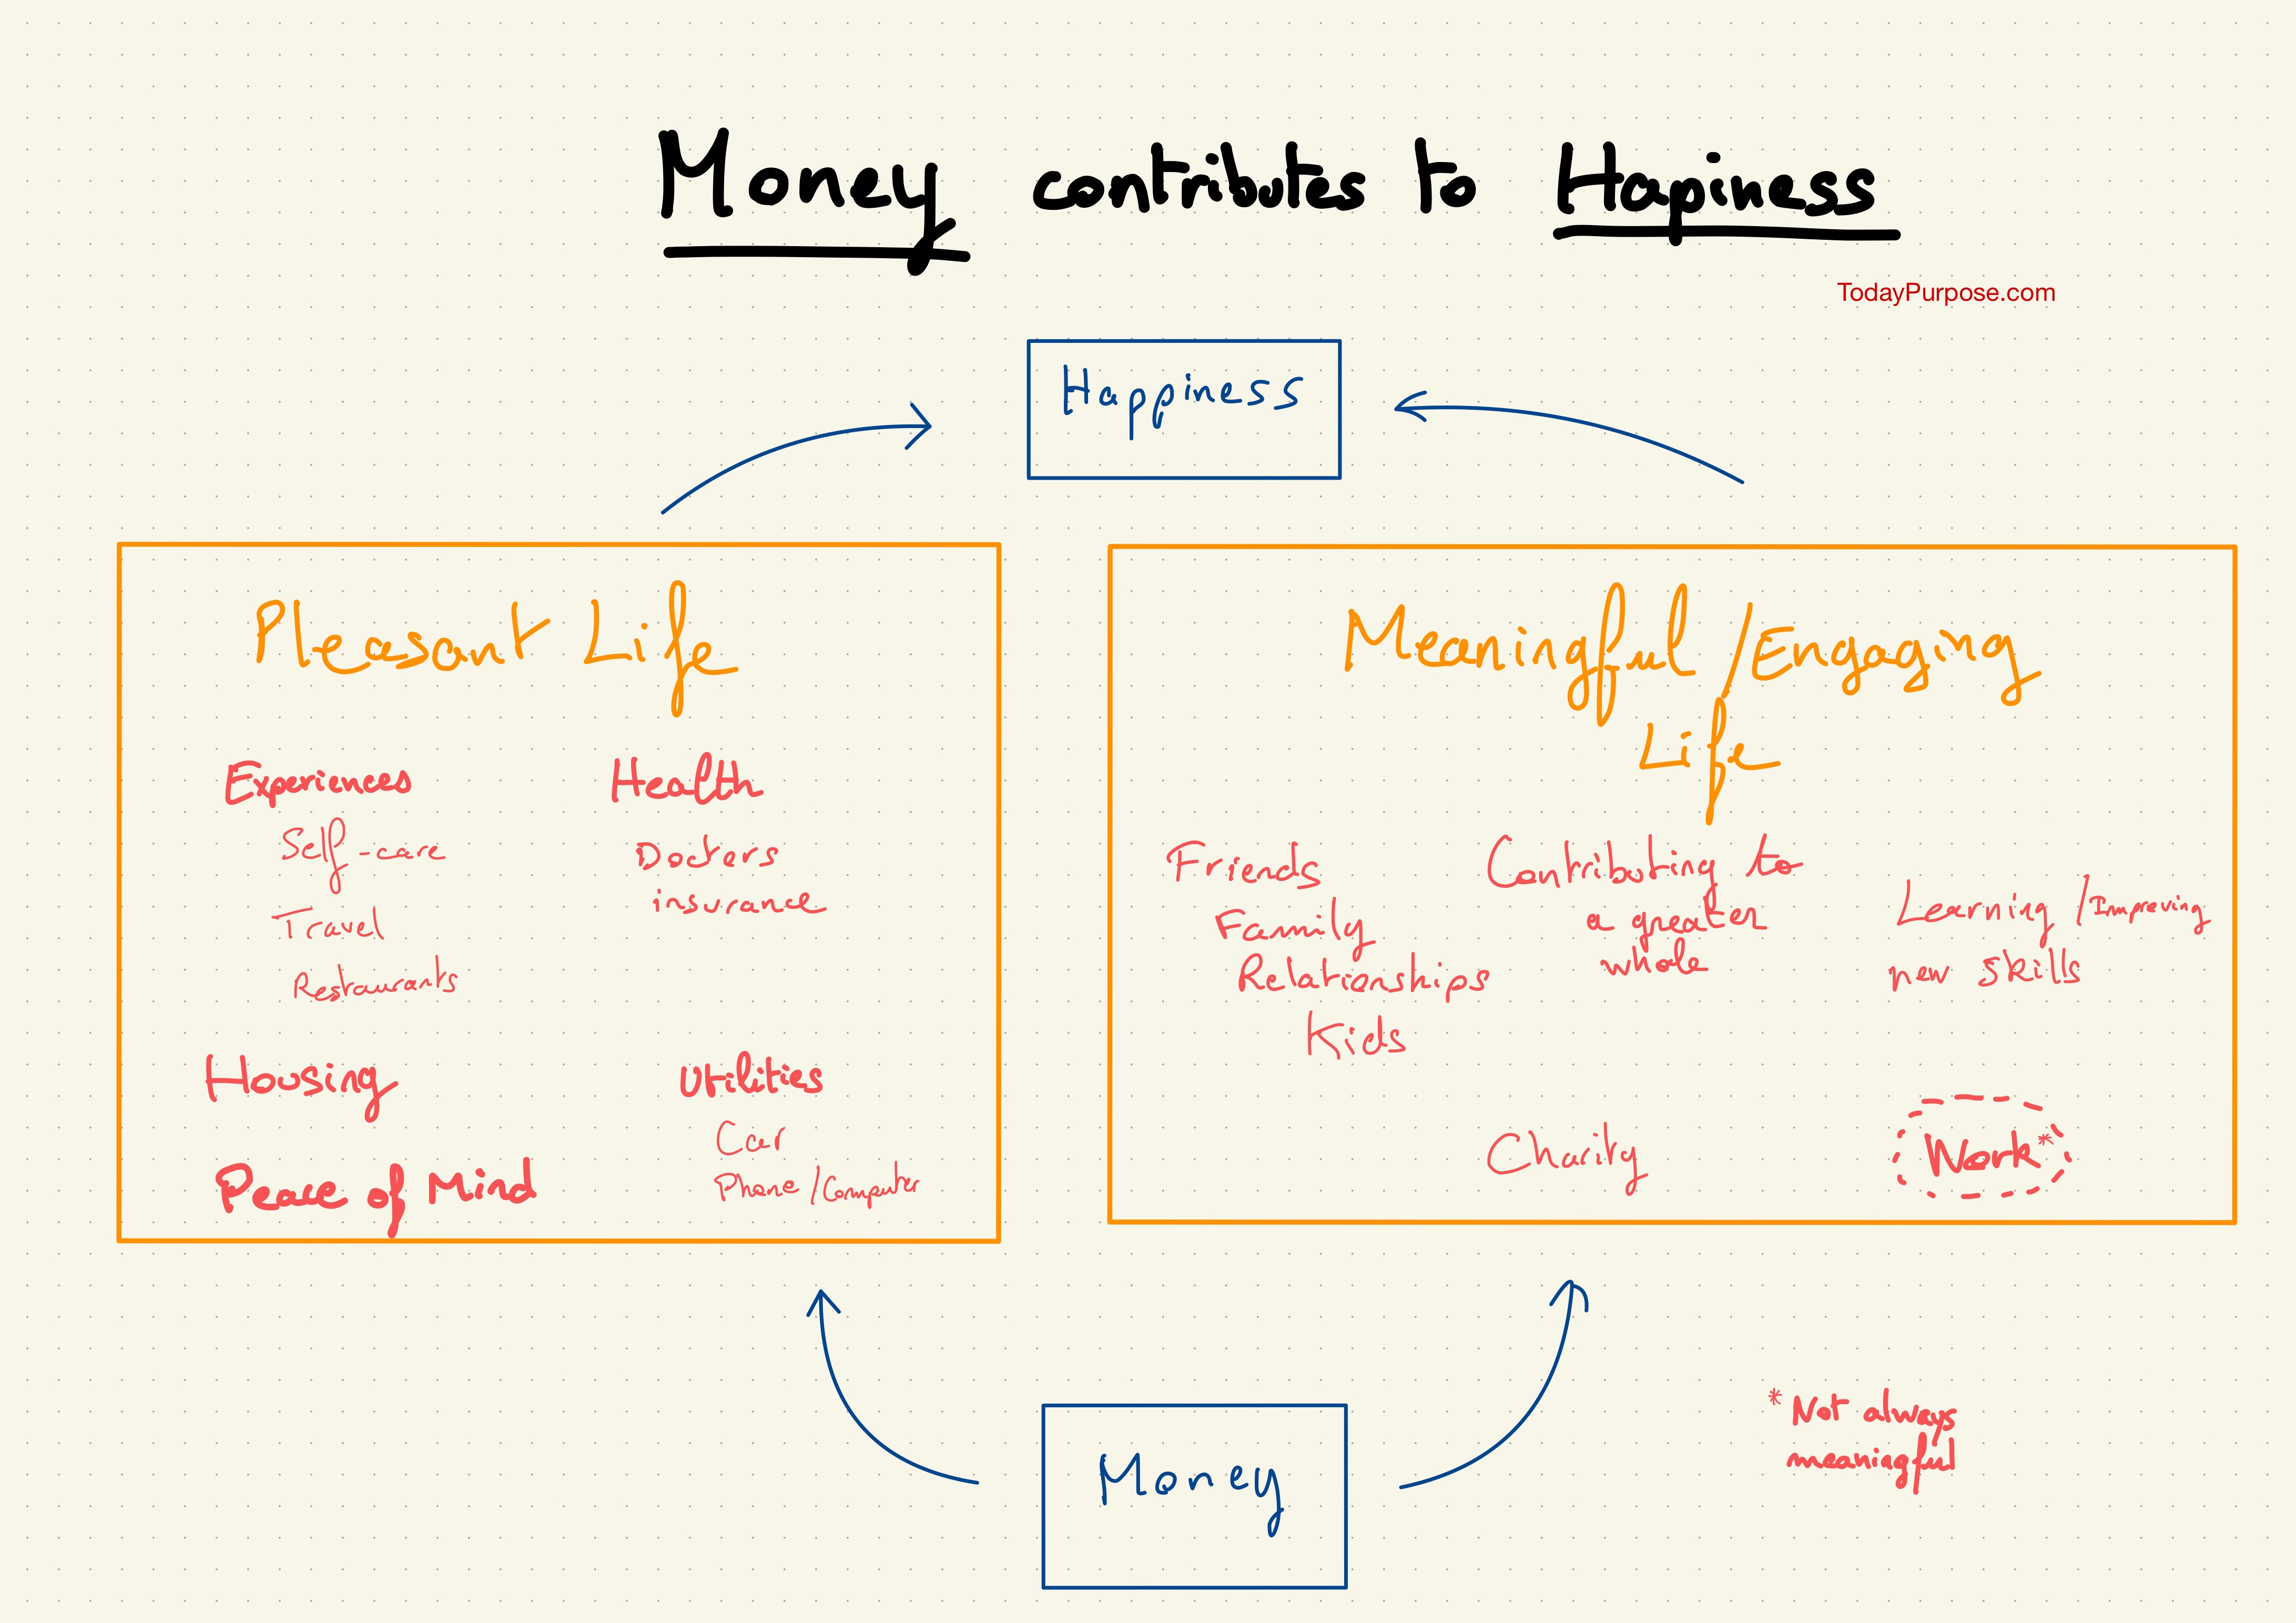 Money contributes to Hapiness
TodayPurpose.com
Happiness
Pleasant Life
Experiences
Self-care
Travel
Restaurants
Health
Doctors
insurance
Housing
Peace of Mind
Utilities
Car
Phone/Computer
Meaningful/Engaging
Life
Friends
Family
Relationships
Kids
Contributing to
a greater
whole
Learning/Improving
new skills
Charity
Work*
Money
*Not always
meaningful